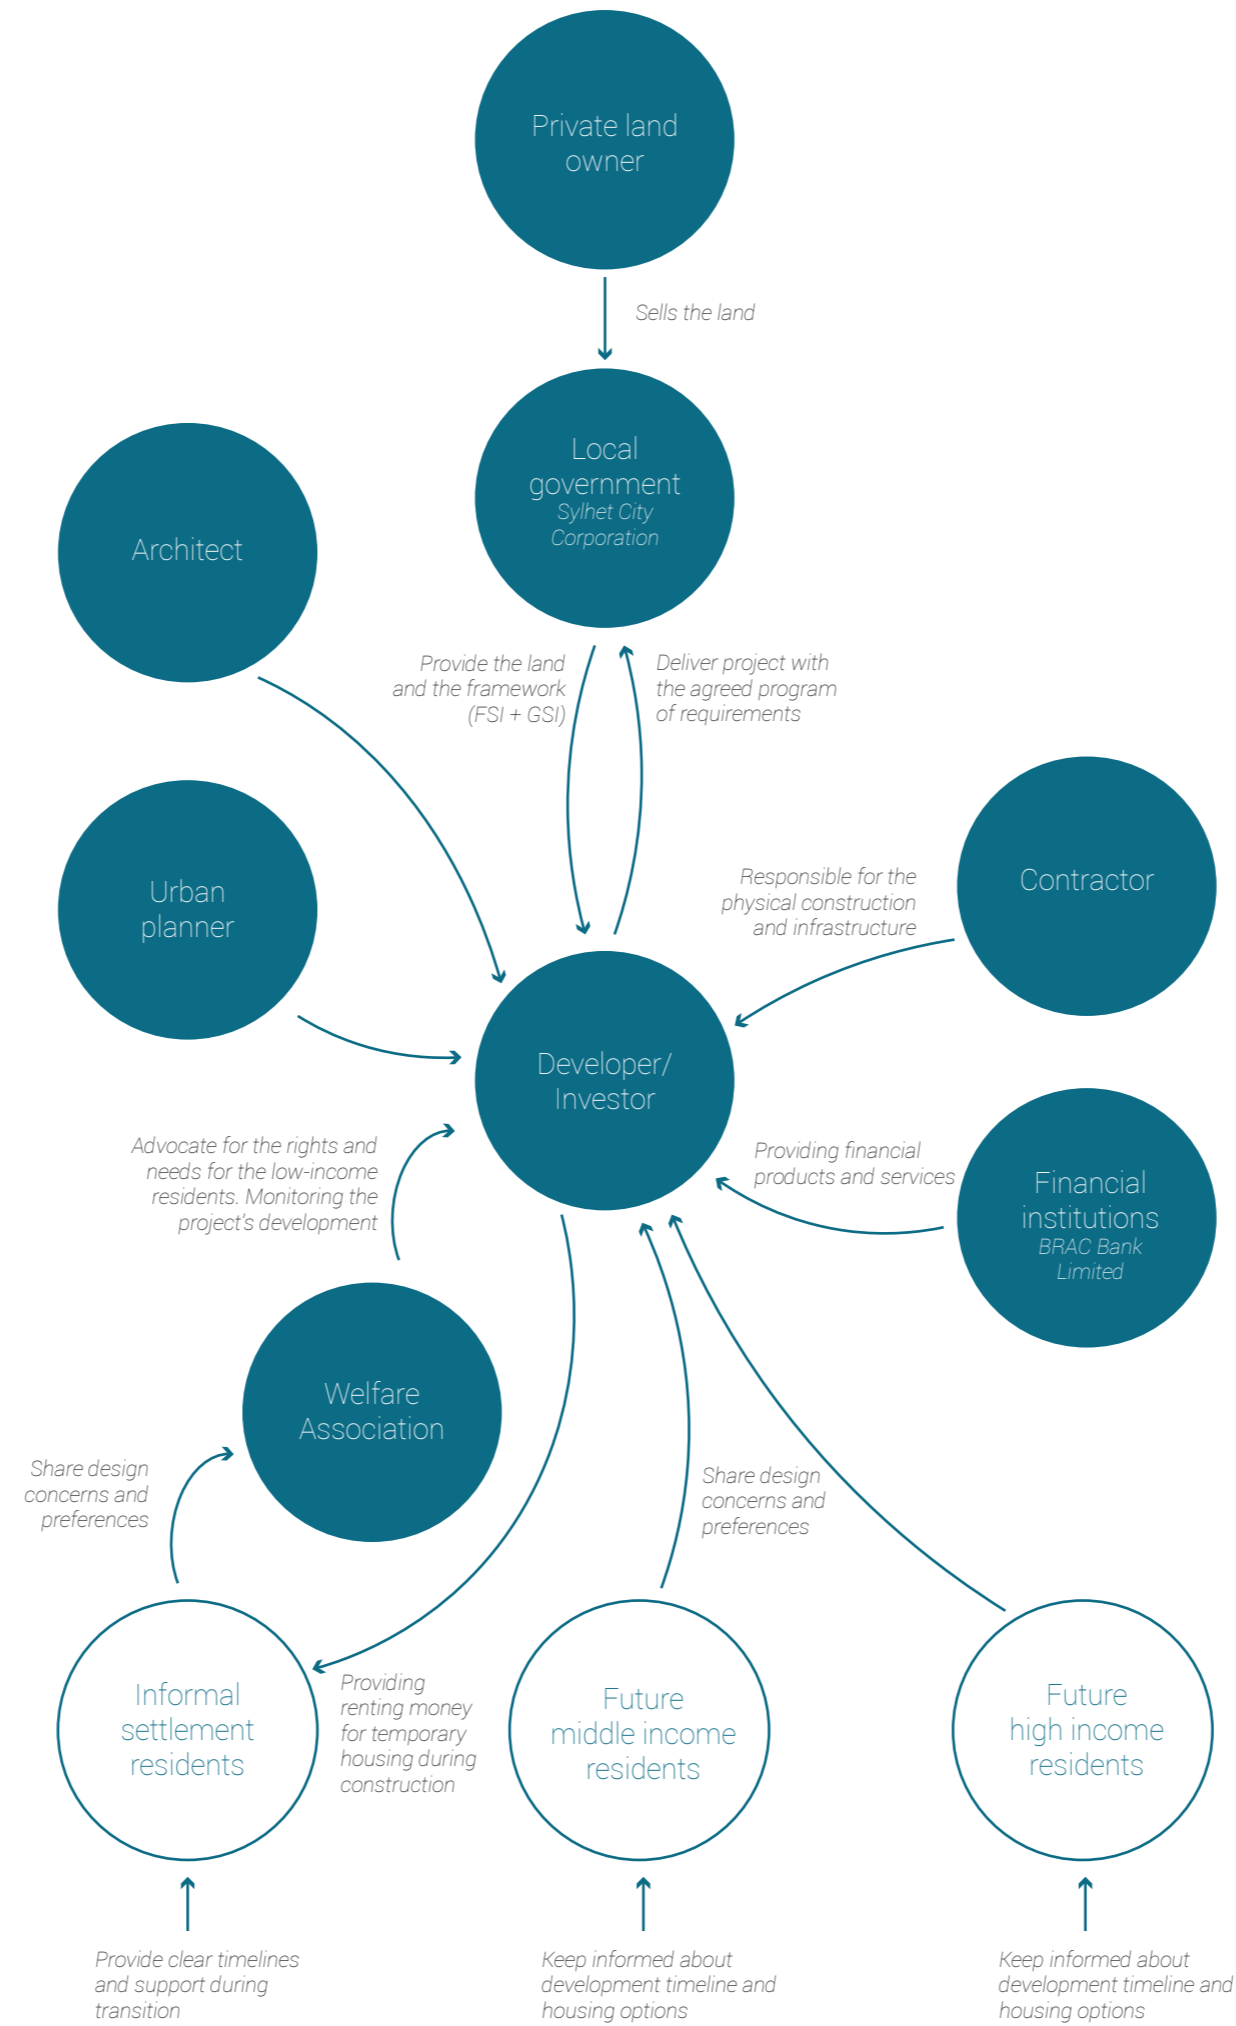 Private land
owner
Sells the land
Local
government
Sylhet City
Corporation
Architect
Provide the land
and the framework
(FSI + GSI)
Deliver project with
the agreed program
of requirements
Urban
planner
Responsible for the
physical construction
and infrastructure
Contractor
Developer/
Investor
Advocate for the rights and
needs for the low-income
residents. Monitoring the
project's development
Providing financial
products and services
Financial
institutions
BRAC Bank
Limited
Welfare
Association
Share design
concerns and
preferences
Share design
concerns and
preferences
Informal
settlement
residents
Providing
renting money
for temporary
housing during
construction
Future
middle income
residents
Future
high income
residents
Provide clear timelines
and support during
transition
Keep informed about
development timeline and
housing options
Keep informed about
development timeline and
housing options